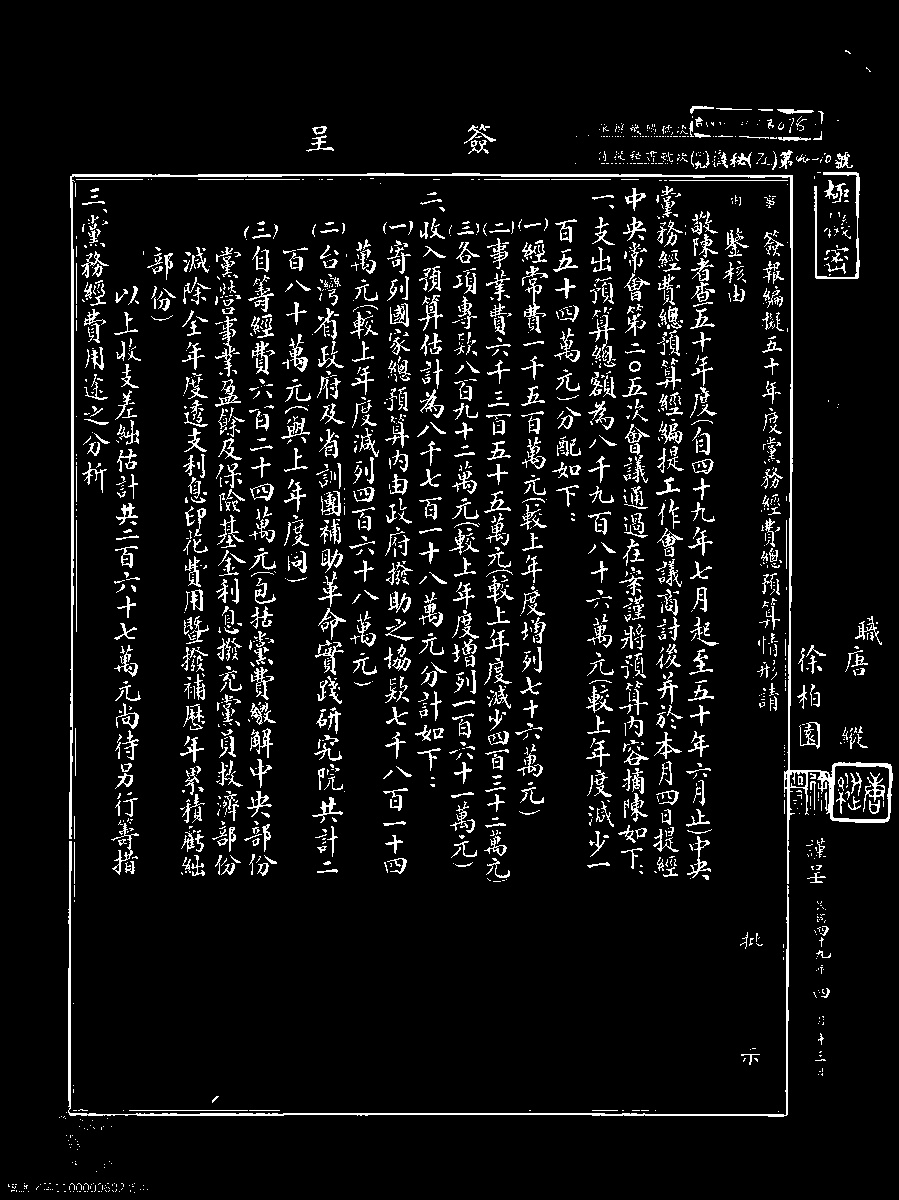 極機密
簽呈
第40-10號
職唐縱
徐柏園
謹呈
四十九年四月十三日
事由
簽報編擬五十年度黨務經費總預算情形請
鑒核由
批示
敬陳者查五十年度(自四十九年七月起至五十年六月止)中央
黨務經費總預算經編提工作會議商討後并於本月四日提經
中央常會第二〇五次會議通過在案謹將預算內容摘陳如下:
一、支出預算總額為八千九百八十六萬元(較上年度減少一
百五十四萬元)分配如下:
(一)經常費一千五百萬元(較上年度增列七十六萬元)
(二)事業費六千三百五十五萬元(較上年度減少四百三十二萬元)
(三)各項專欵八百九十二萬元(較上年度增列一百六十一萬元)
二、收入預算估計為八千七百一十八萬元分計如下:
(一)寄列國家總預算內由政府撥助之協欵七千八百一十四
萬元(較上年度減列四百六十八萬元)
(二)台灣省政府及省訓團補助革命實踐研究院共計二
百八十萬元(與上年度同)
(三)自籌經費六百二十四萬元(包括黨費繳解中央部份
黨營事業盈餘及保險基金利息撥充黨員救濟部份
減除全年度透支利息印花費用暨撥補歷年累積虧絀
部份)
以上收支差絀估計共二百六十七萬元尚待另行籌措
三、黨務經費用途之分析